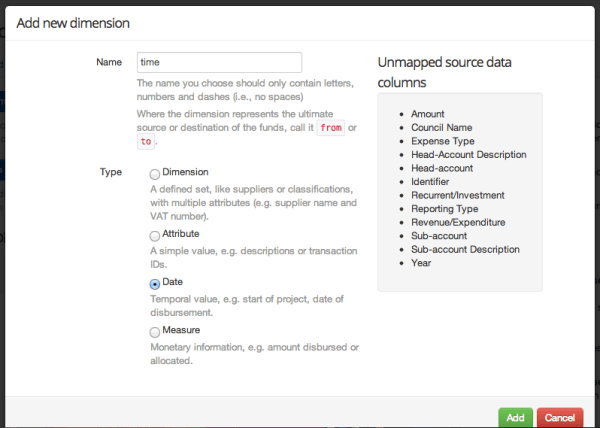 Add new dimension
Name
time
The name you choose should only contain letters,
numbers and dashes (i.e., no spaces)
Where the dimension represents the ultimate
source or destination of the funds, call it from or
to .
Type
Dimension
A defined set, like suppliers or classifications,
with multiple attributes (e.g. supplier name and
VAT number).
Attribute
A simple value, e.g. descriptions or transaction
IDs.
Date
Temporal value, e.g. start of project, date of
disbursement.
Measure
Monetary information, e.g. amount disbursed or
allocated.
Unmapped source data
columns
Amount
Council Name
Expense Type
Head-Account Description
Head-account
Identifier
Recurrent/Investment
Reporting Type
Revenue/Expenditure
Sub-account
Sub-account Description
Year
Add
Cancel